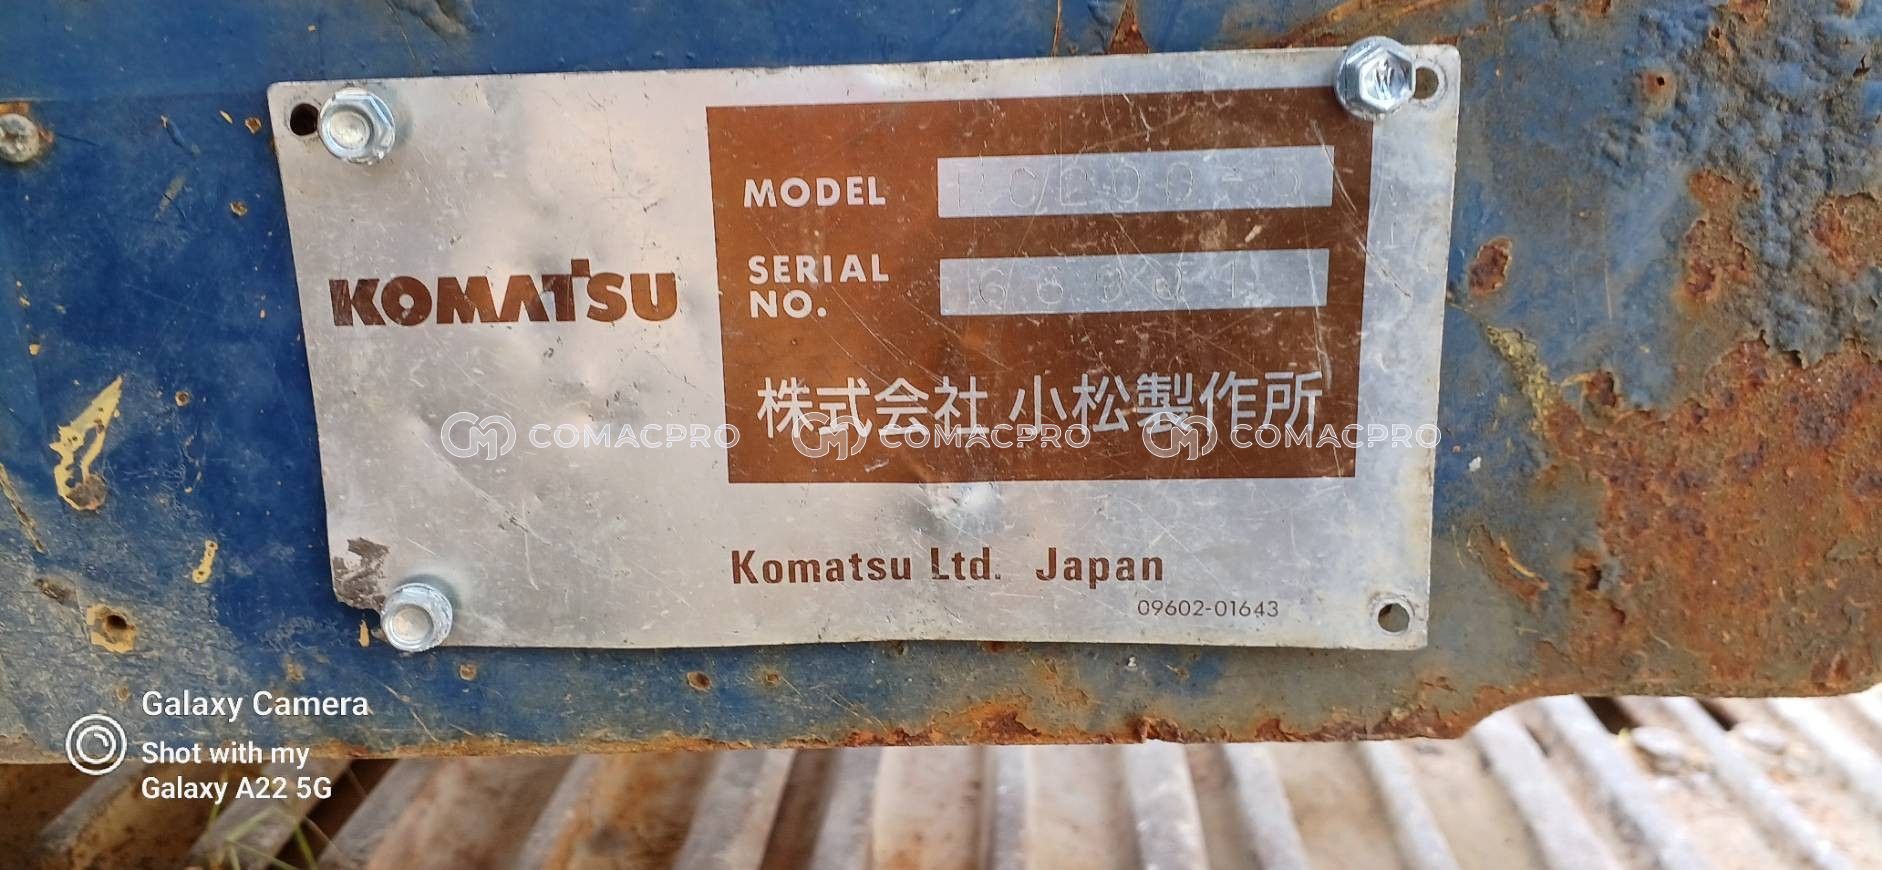 KOMATSU
MODEL PC200-
SERIAL
NO.
株式会社 小松製作所
COMACPRO COMACPRO COMACPRO
Komatsu Ltd. Japan
09602-01643
Galaxy Camera
Shot with my
Galaxy A22 5G